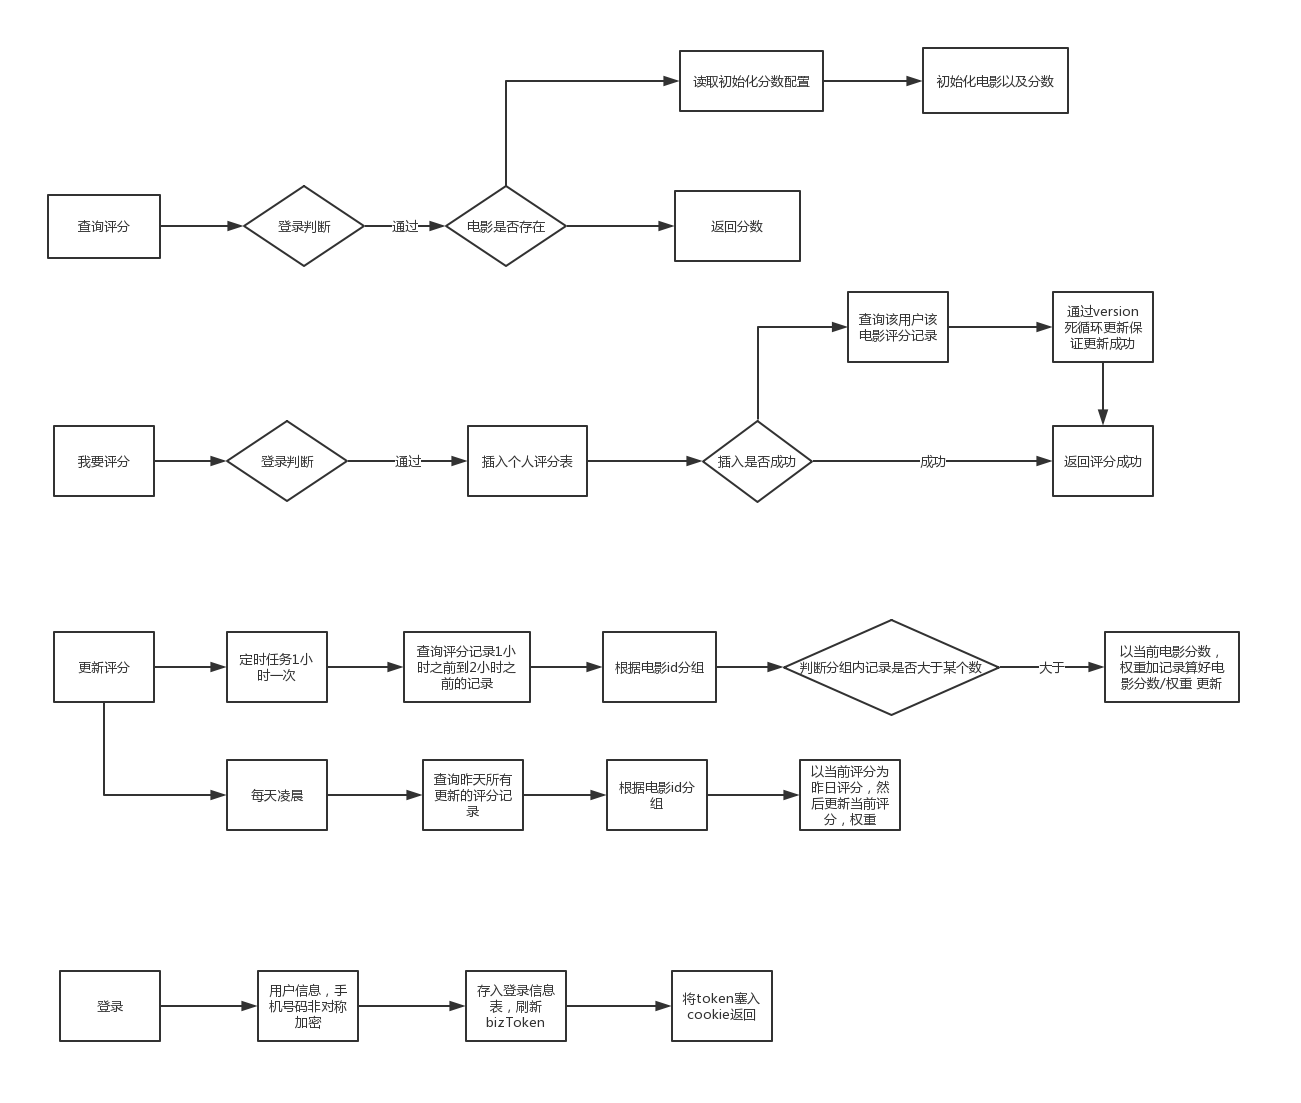 读取初始化分数配置
初始化电影以及分数
查询评分
登录判断
通过
电影是否存在
返回分数
查询该用户该
电影评分记录
通过version
死循环更新保
证更新成功
我要评分
登录判断
通过
插入个人评分表
插入是否成功
成功
返回评分成功
更新评分
定时任务1小
时一次
查询评分记录1小
时之前到2小时之
前的记录
根据电影id分组
判断分组内记录是否大于某个数
大于
以当前电影分数，
权重加记录算好电
影分数/权重 更新
每天凌晨
查询昨天所有
更新的评分记
录
根据电影id分
组
以当前评分为
昨日评分，然
后更新当前评
分，权重
登录
用户信息，手
机号码非对称
加密
存入登录信息
表，刷新
bizToken
将token塞入
cookie返回